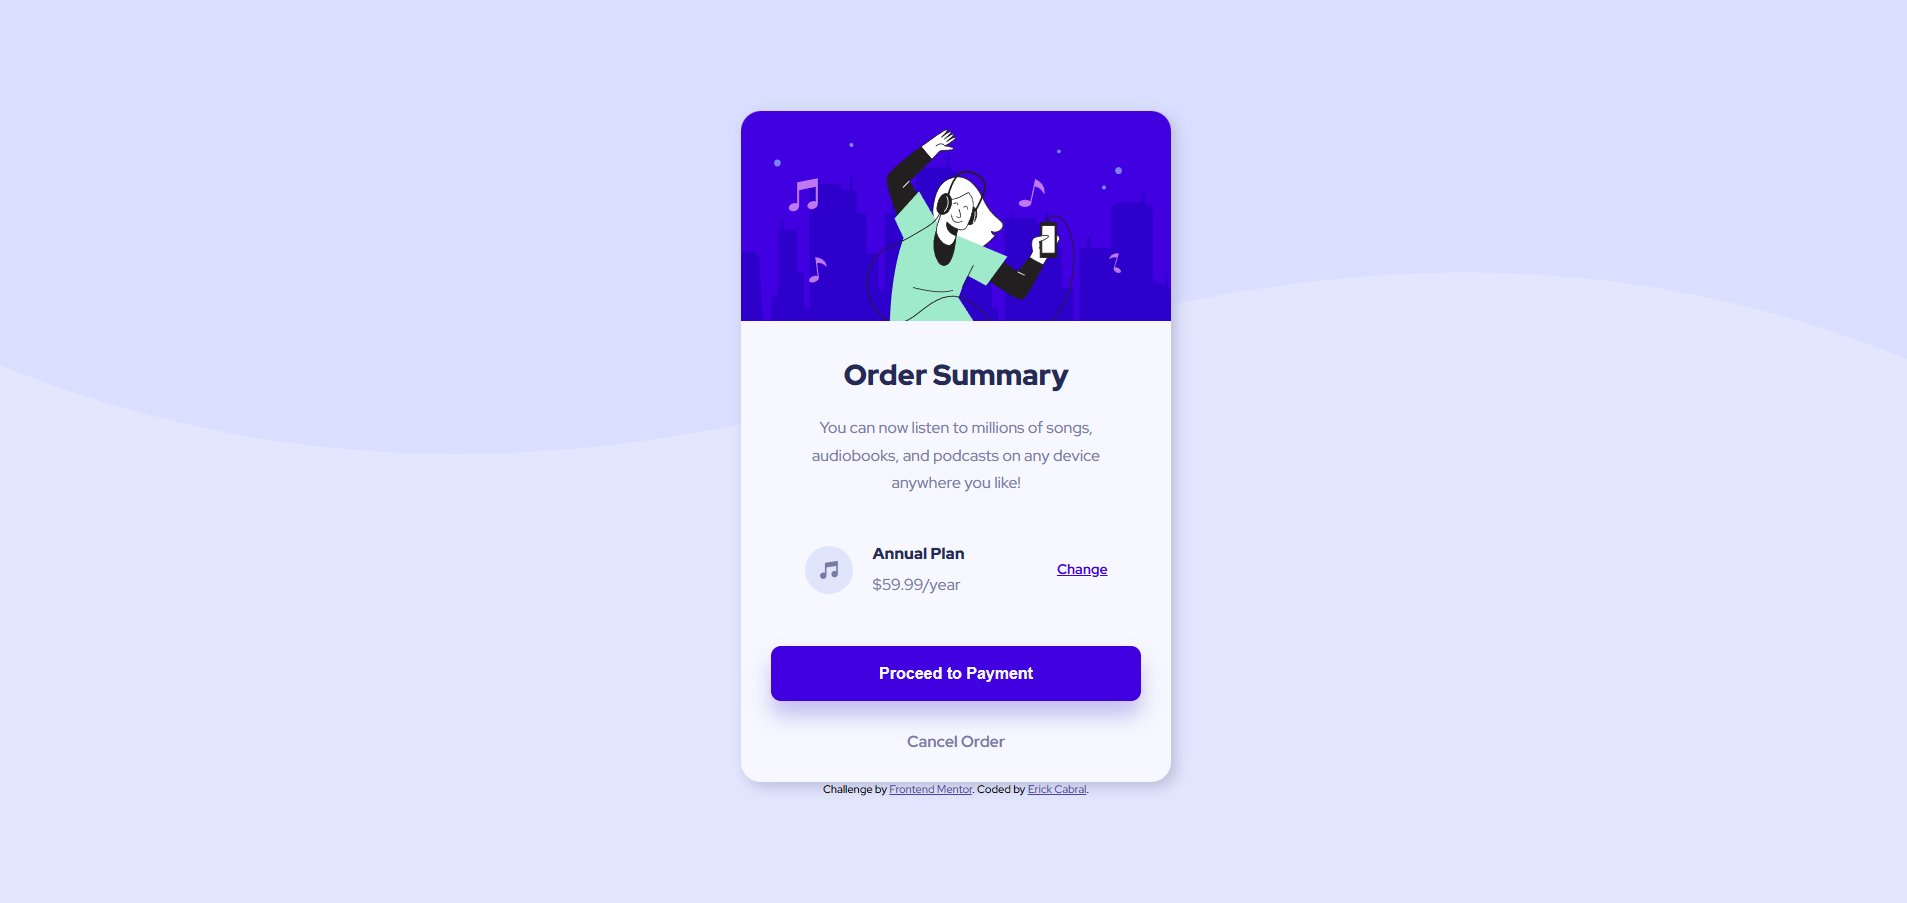 Order Summary
You can now listen to millions of songs,
audiobooks, and podcasts on any device
anywhere you like!
Annual Plan
$59.99/year
Change
Proceed to Payment
Cancel Order
Challenge by Frontend Mentor. Coded by Erick Cabral.